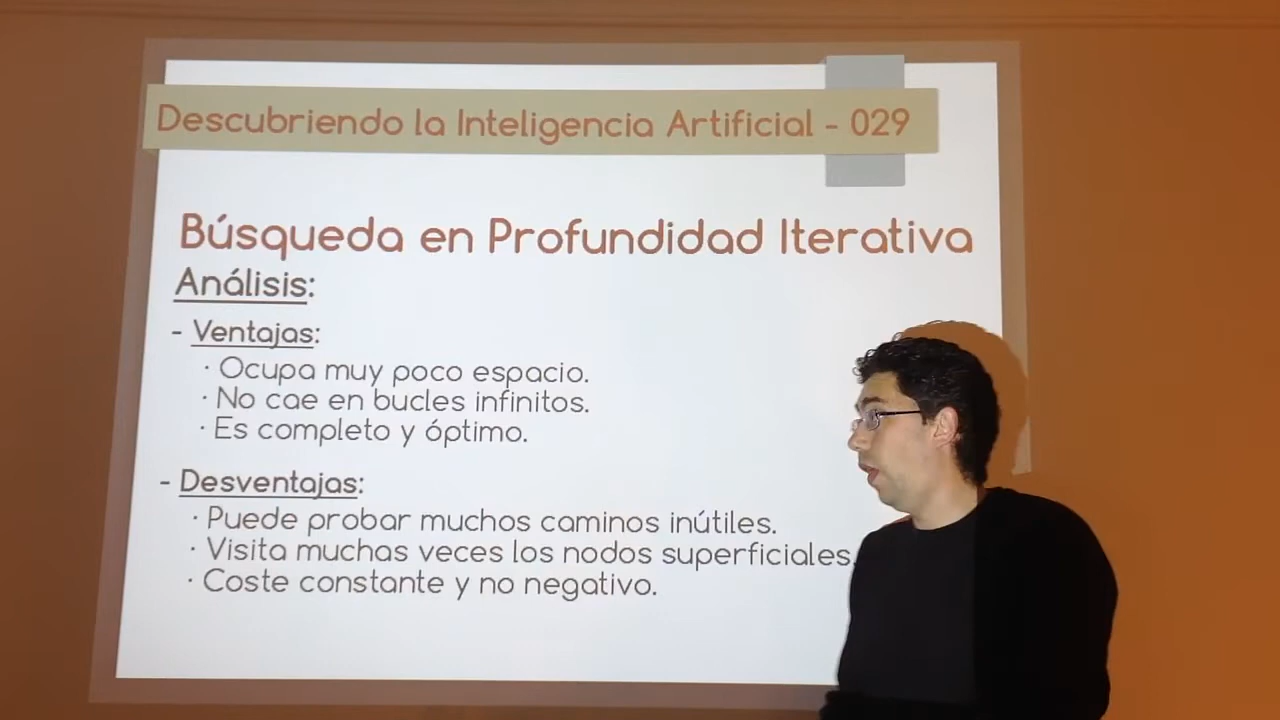 Descubriendo la Inteligencia Artificial - 029
Búsqueda en Profundidad Iterativa
Análisis:
- Ventajas:
· Ocupa muy poco espacio.
· No cae en bucles infinitos.
· Es completo y óptimo.
- Desventajas:
· Puede probar muchos caminos inútiles.
· Visita muchas veces los nodos superficiales.
· Coste constante y no negativo.